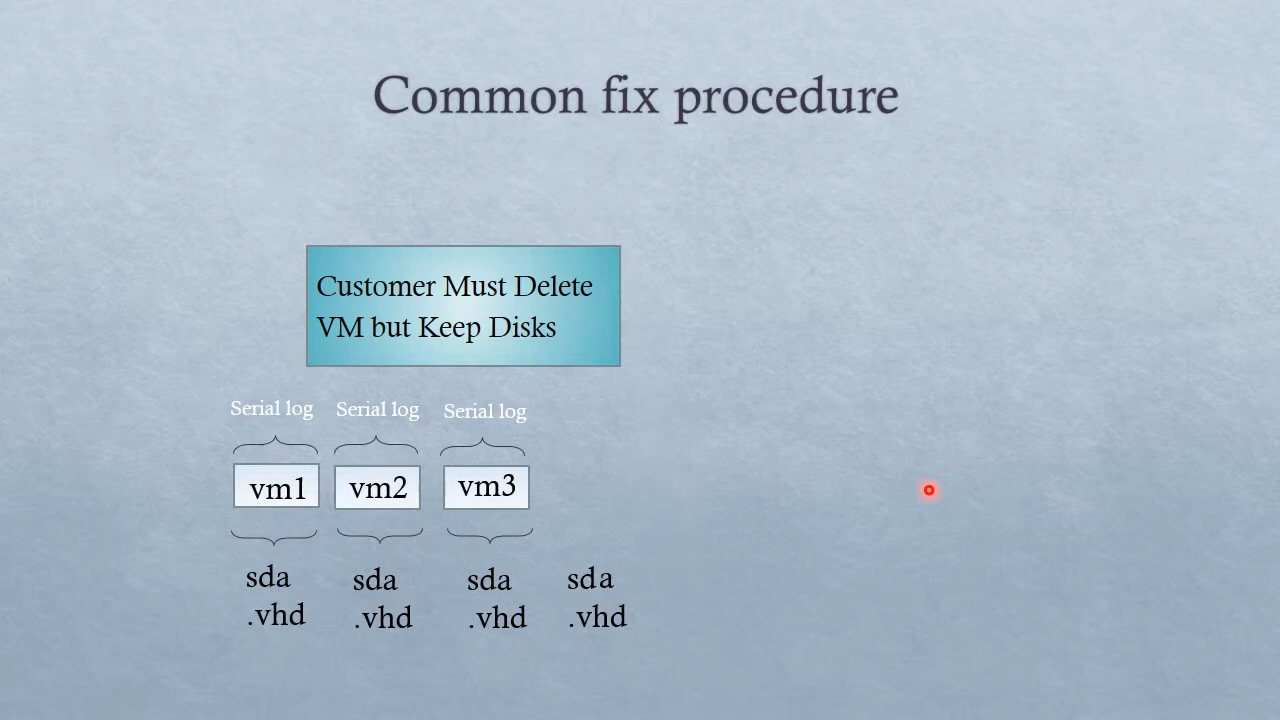 Common fix procedure
Customer Must Delete
VM but Keep Disks
Serial log Serial log Serial log
vm1 vm2 vm3
sda sda sda sda
.vhd .vhd .vhd .vhd